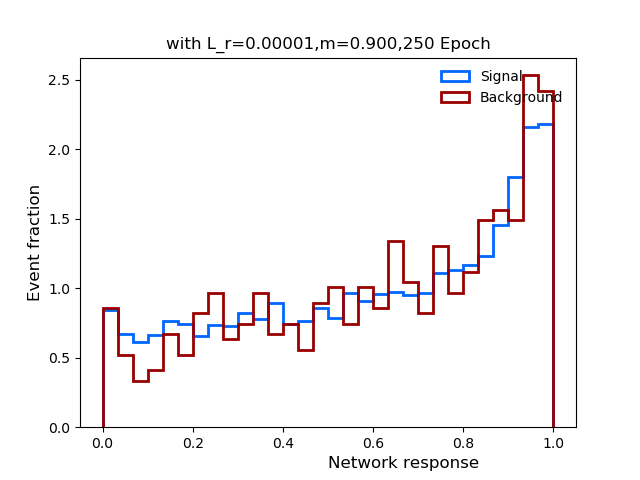 with L_r=0.00001,m=0.900,250 Epoch
Signal
Background
Event fraction
2.5
2.0
1.5
1.0
0.5
0.0
0.0 0.2 0.4 0.6 0.8 1.0
Network response